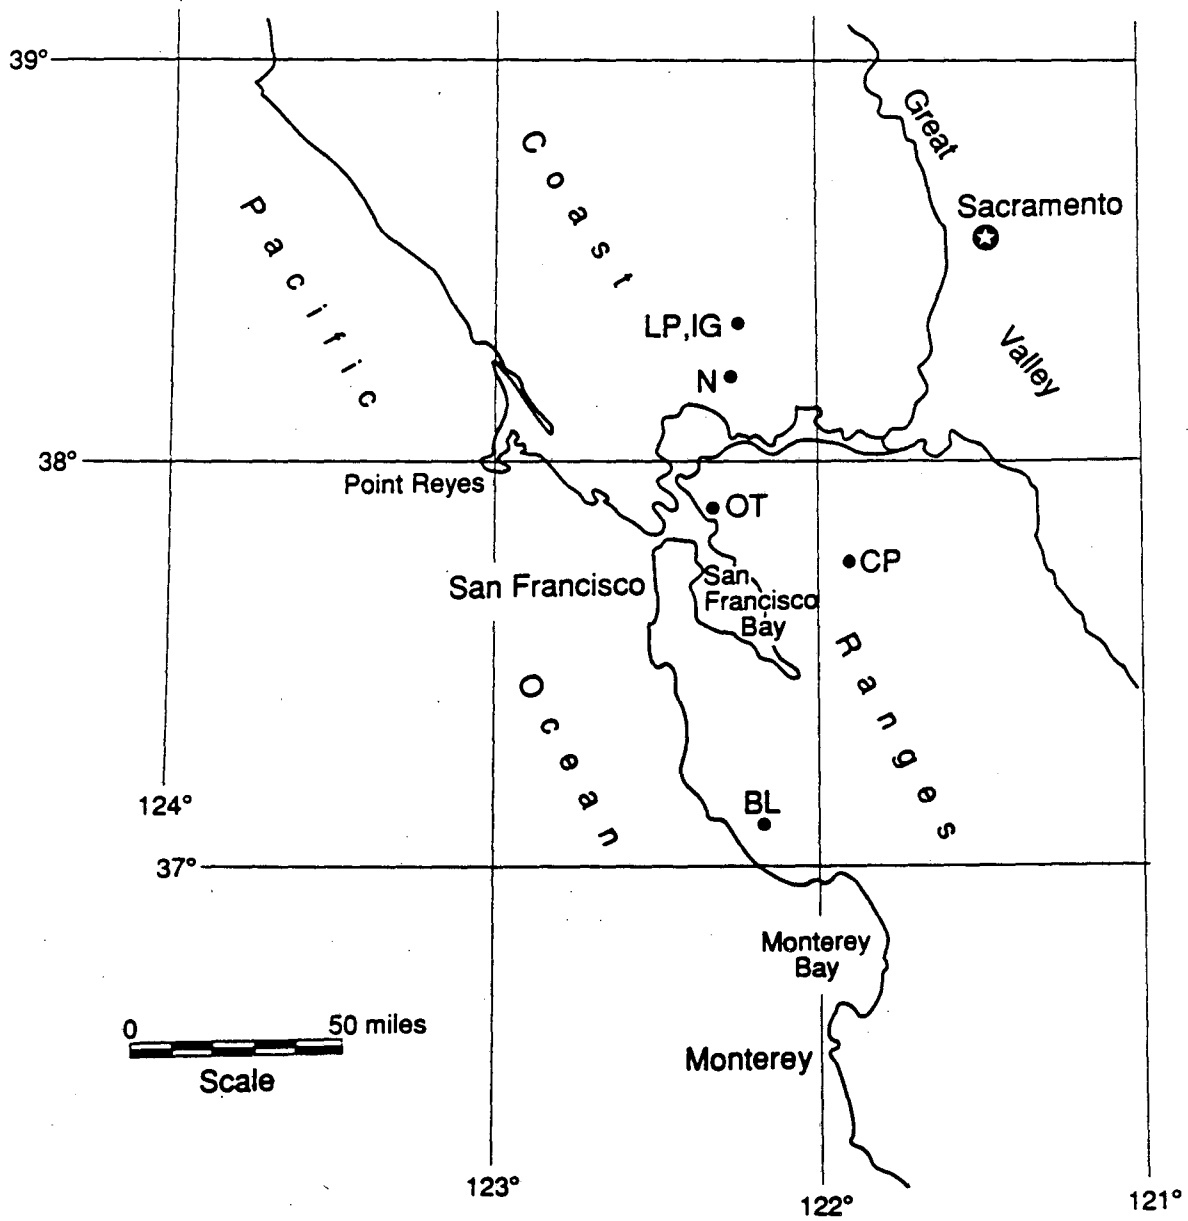 39°
Great
Coast
Pacific
Sacramento
LP,IG
Valley
N
38°
Point Reyes
OT
CP
San Francisco
San
Francisco
Bay
Ranges
Ocean
124°
BL
37°
Monterey
Bay
0 50 miles
Scale
Monterey
123°
122°
121°